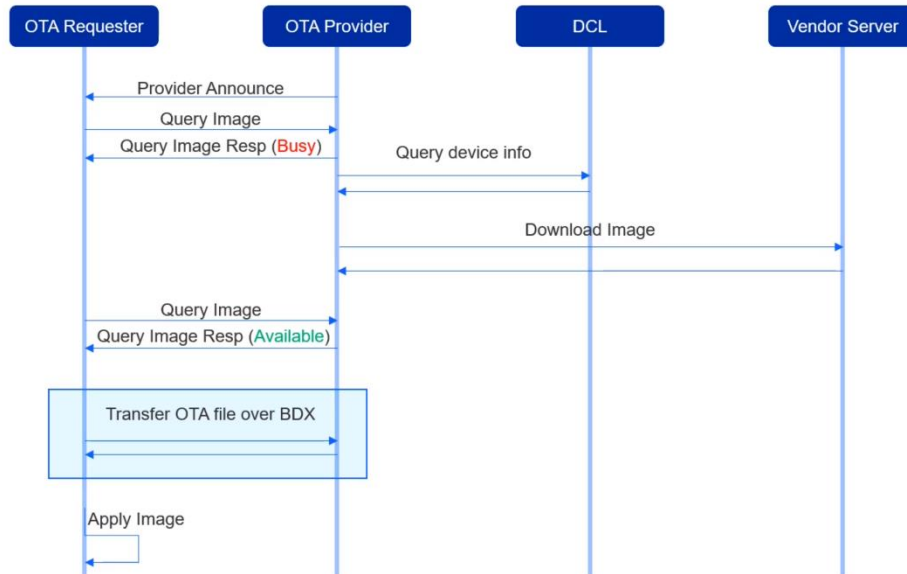 OTA Requester
OTA Provider
DCL
Vendor Server
Provider Announce
Query Image
Query Image Resp (Busy)
Query device info
Download Image
Query Image
Query Image Resp (Available)
Transfer OTA file over BDX
Apply Image